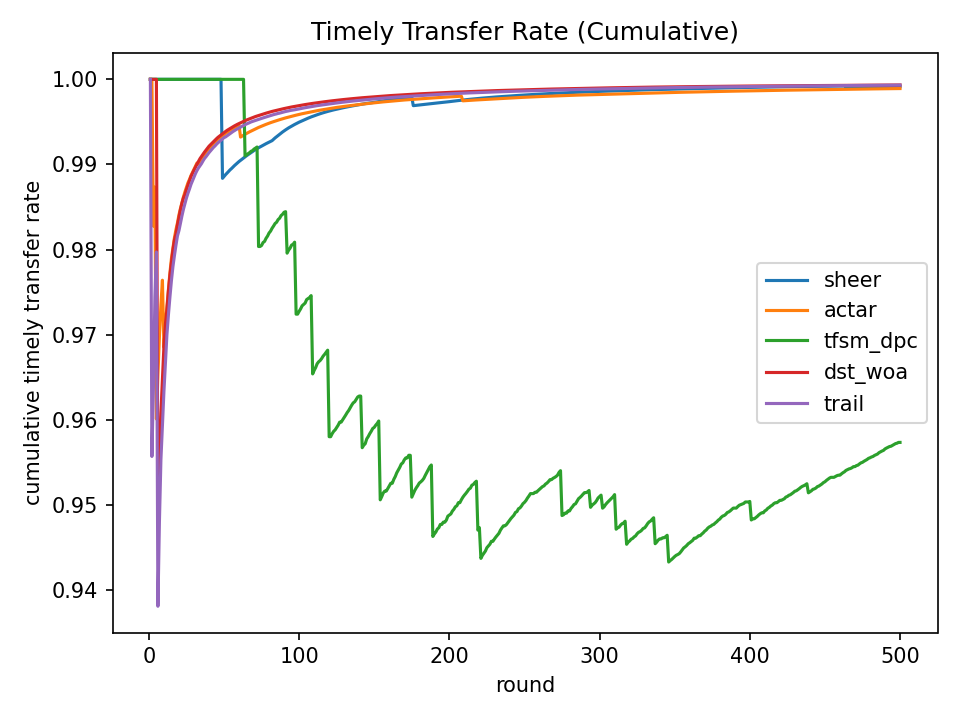 Timely Transfer Rate (Cumulative)
cumulative timely transfer rate
1.00
0.99
0.98
0.97
0.96
0.95
0.94
sheer
actar
tfsm_dpc
dst_woa
trail
0 100 200 300 400 500
round